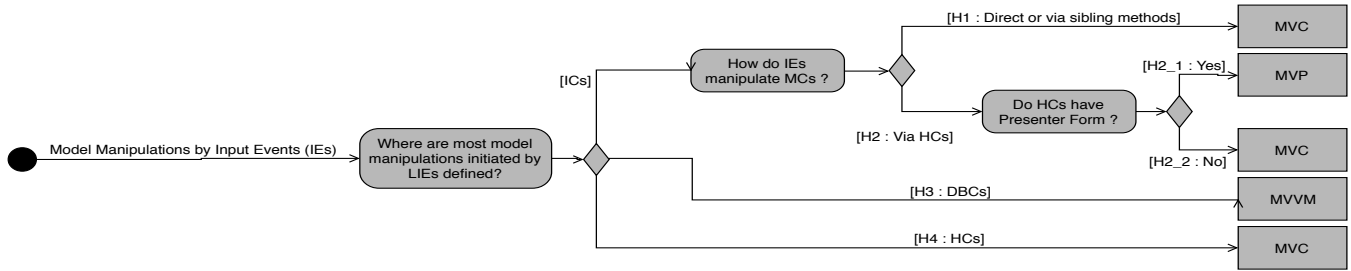 Model Manipulations by Input Events (IEs)
Where are most model
manipulations initiated by
LIEs defined?
[ICs]
How do IEs
manipulate MCs ?
[H1 : Direct or via sibling methods]
MVC
[H2 : Via HCs]
Do HCs have
Presenter Form ?
[H2_1 : Yes]
MVP
[H2_2 : No]
MVC
[H3 : DBCs]
MVVM
[H4 : HCs]
MVC